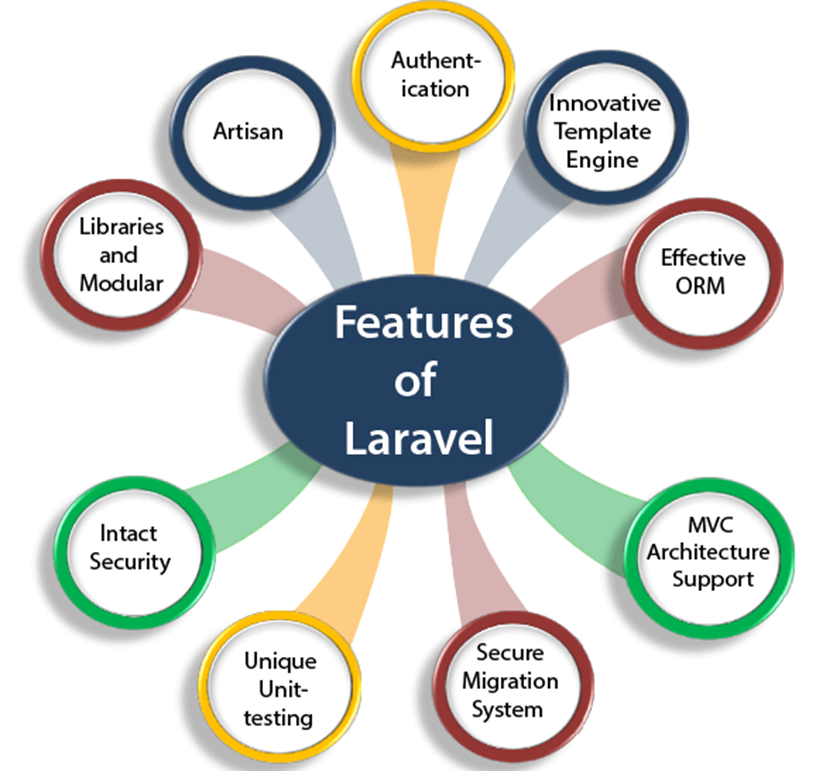 Features
of
Laravel
Authent-
ication
Innovative
Template
Engine
Effective
ORM
MVC
Architecture
Support
Secure
Migration
System
Unique
Unit-
testing
Intact
Security
Libraries
and
Modular
Artisan